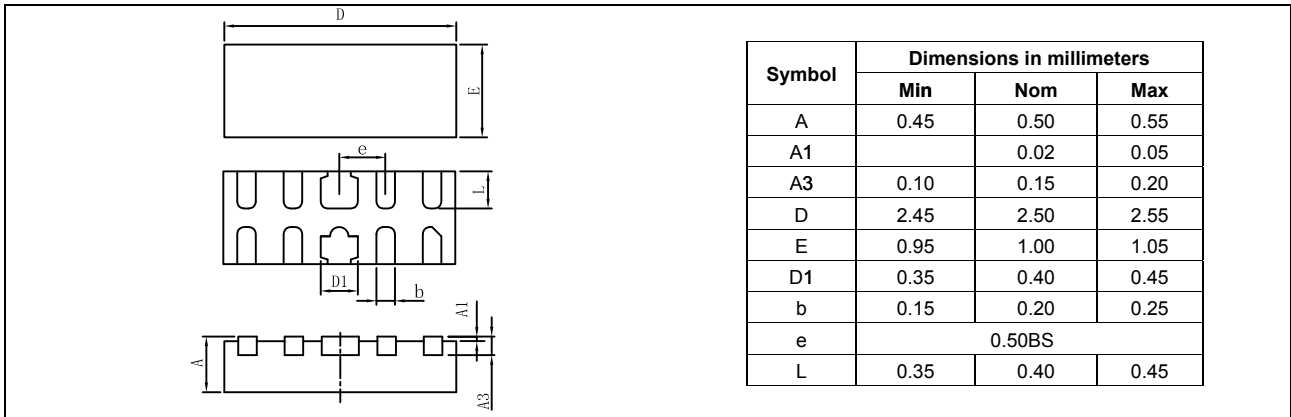 D
E
e
L
D1
b
A1
A
A3
Symbol Dimensions in millimeters
Min Nom Max
A 0.45 0.50 0.55
A1 0.02 0.05
A3 0.10 0.15 0.20
D 2.45 2.50 2.55
E 0.95 1.00 1.05
D1 0.35 0.40 0.45
b 0.15 0.20 0.25
e 0.50BS
L 0.35 0.40 0.45